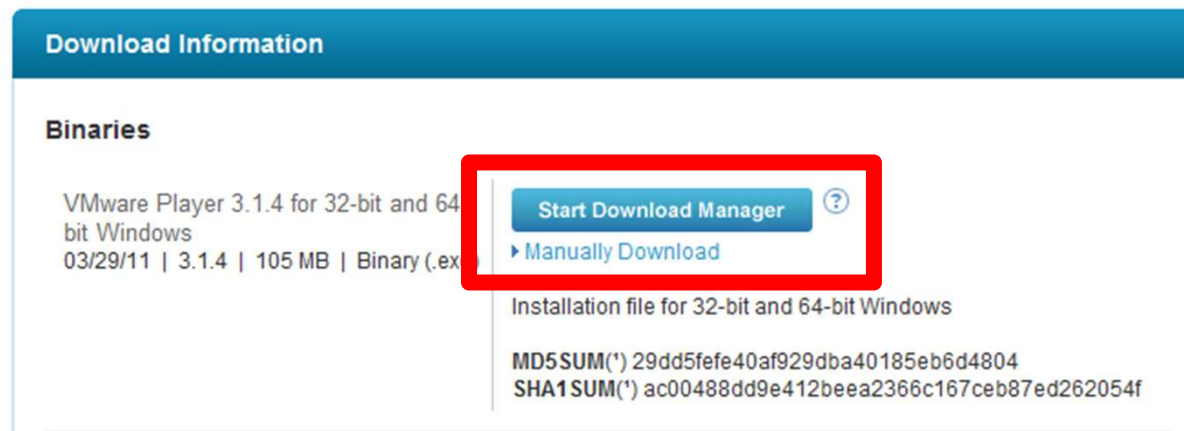 Download Information
Binaries
VMware Player 3.1.4 for 32-bit and 64
bit Windows
03/29/11 | 3.1.4 | 105 MB | Binary (.ex
Start Download Manager ?
Manually Download
Installation file for 32-bit and 64-bit Windows
MD5SUM(¹) 29dd5fefe40af929dba40185eb6d4804
SHA1SUM(¹) ac00488dd9e412beea2366c167ceb87ed262054f